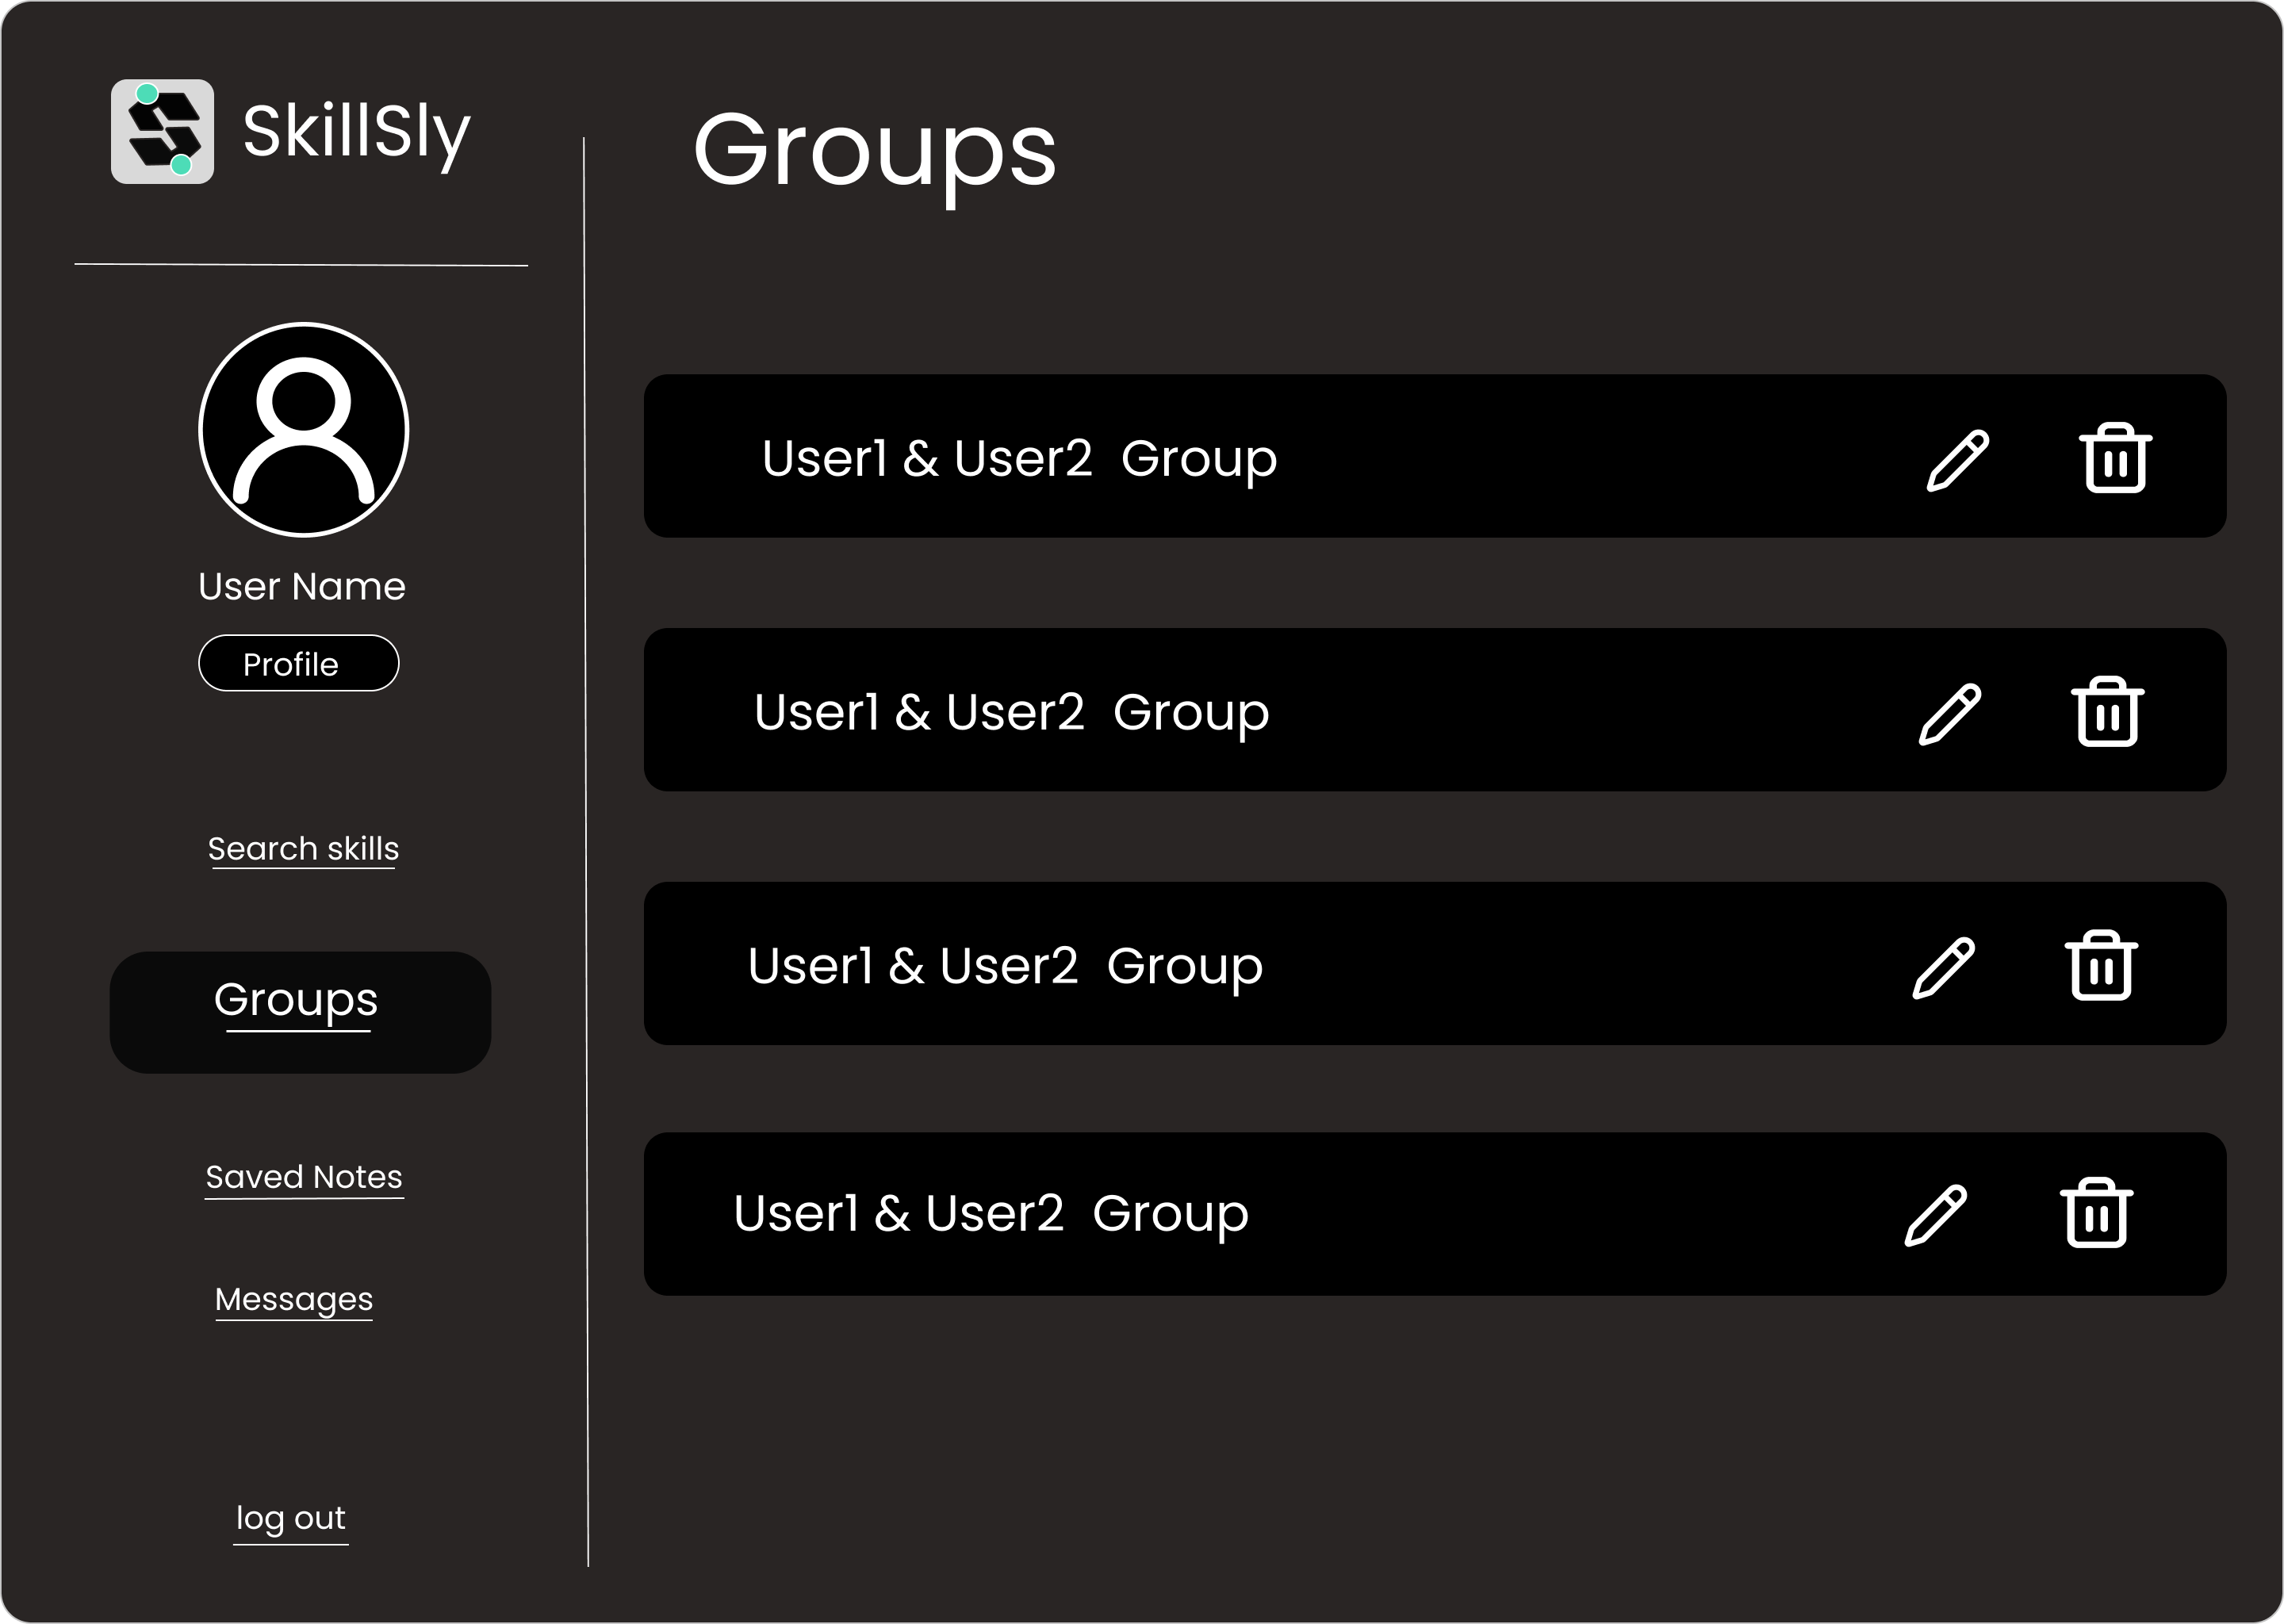 SkillSly
Groups
User Name
Profile
Search skills
Groups
Saved Notes
Messages
log out
User1 & User2  Group
User1 & User2  Group
User1 & User2  Group
User1 & User2  Group